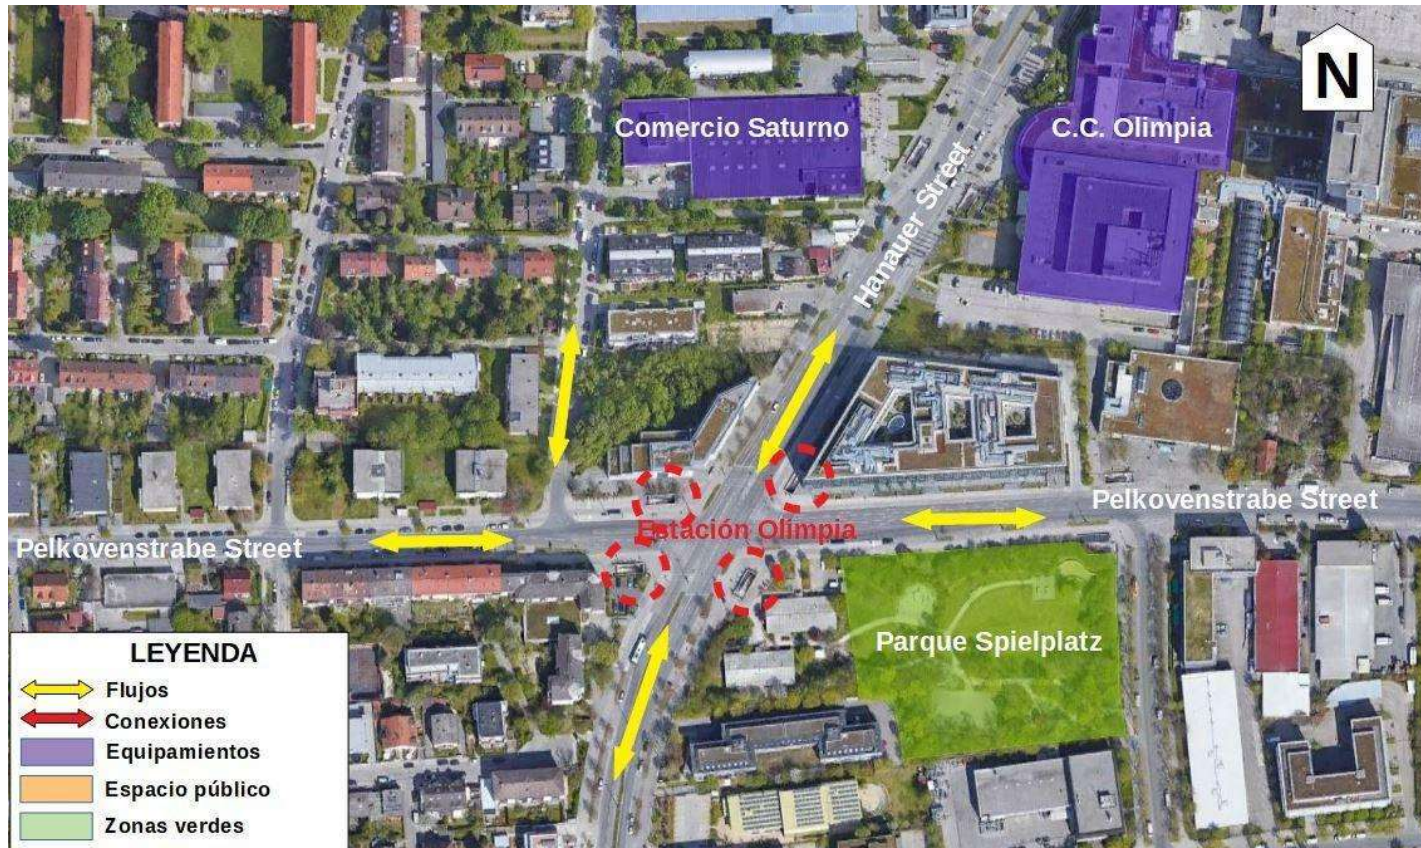 N
Comercio Saturno
C.C. Olimpia
Hanauer Street
Pelkovenstrabe Street
Estación Olímpia
Pelkovenstrabe Street
Parque Spielplatz
LEYENDA
Flujos
Conexiones
Equipamientos
Espacio público
Zonas verdes